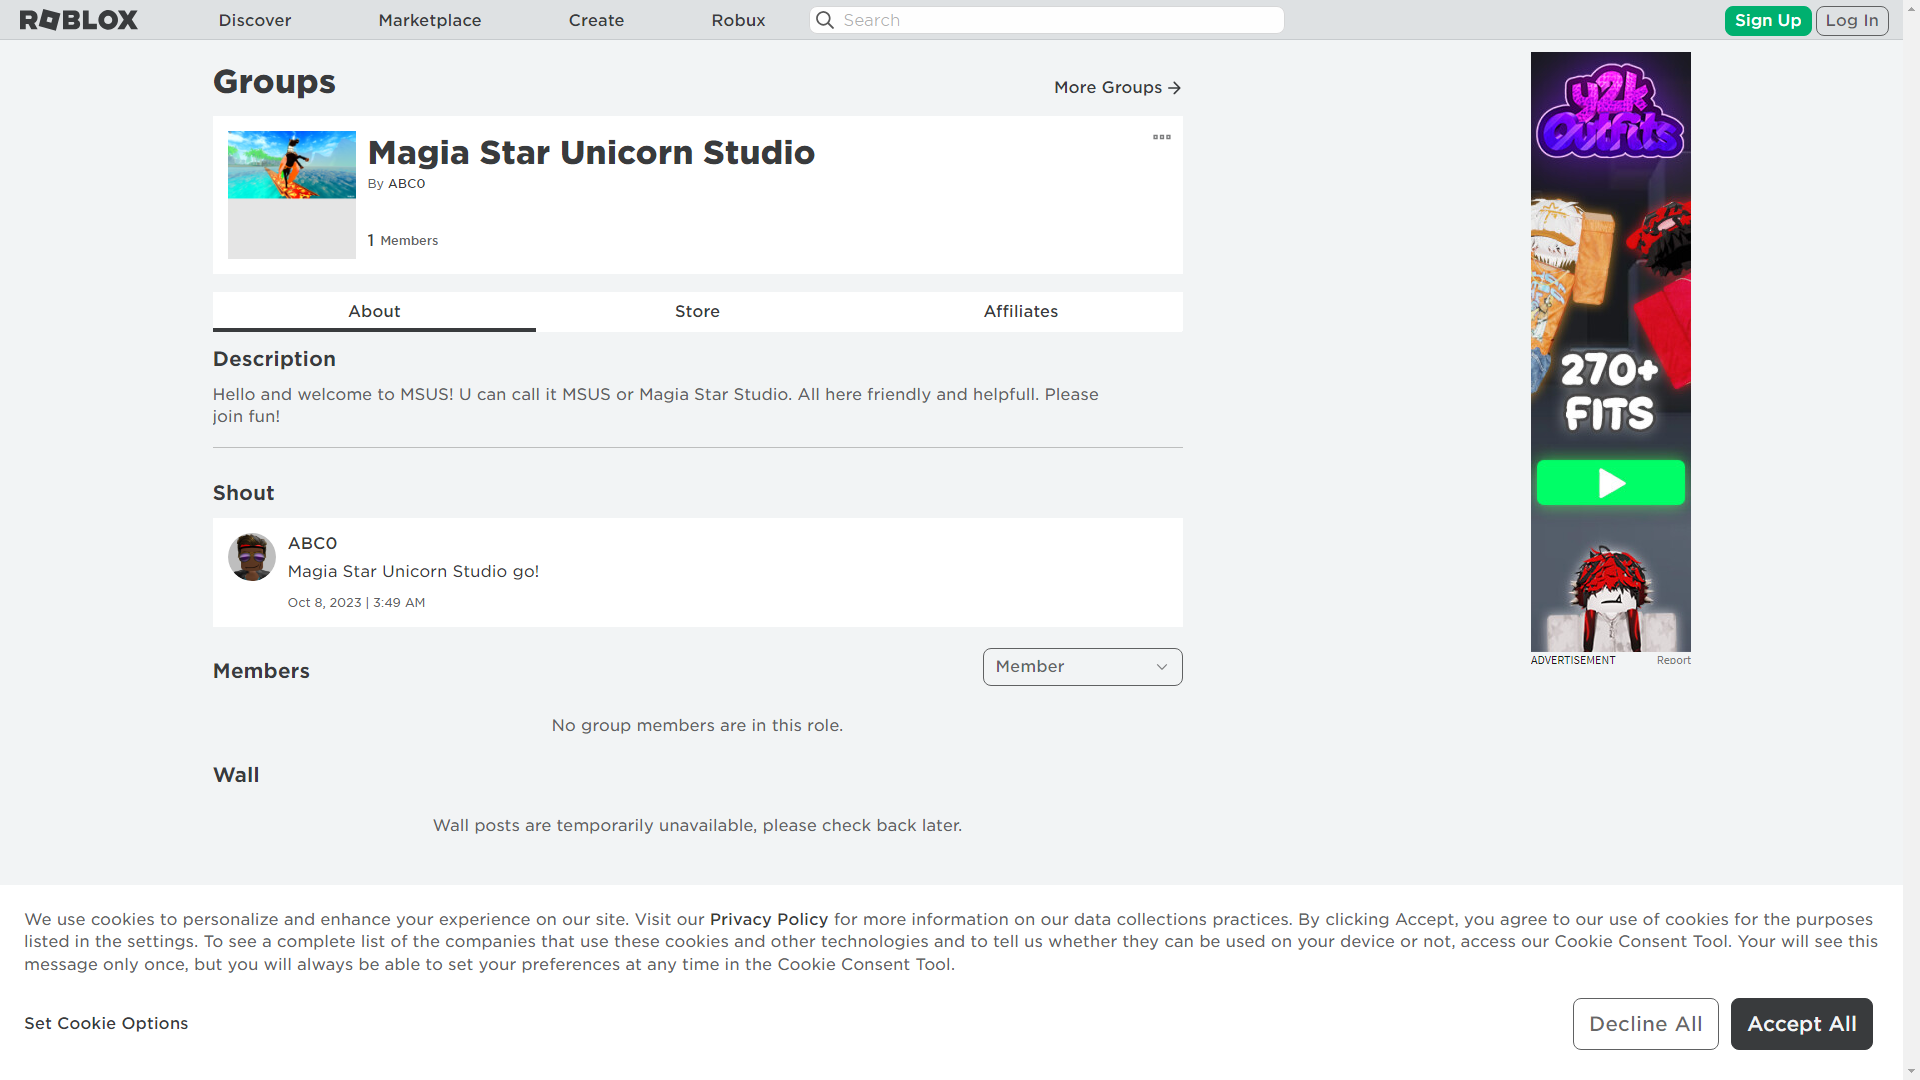 ROBLOX
Discover
Marketplace
Create
Robux
Search
Sign Up
Log In
Groups
More Groups
Magia Star Unicorn Studio
By ABC0
1 Members
About
Store
Affiliates
Description
Hello and welcome to MSUS! U can call it MSUS or Magia Star Studio. All here friendly and helpfull. Please
join fun!
Shout
ABC0
Magia Star Unicorn Studio go!
Oct 8, 2023 | 3:49 AM
Members
Member
No group members are in this role.
Wall
Wall posts are temporarily unavailable, please check back later.
y2k
Outfits
270+
FITS
ADVERTISEMENT
Report
We use cookies to personalize and enhance your experience on our site. Visit our Privacy Policy for more information on our data collections practices. By clicking Accept, you agree to our use of cookies for the purposes
listed in the settings. To see a complete list of the companies that use these cookies and other technologies and to tell us whether they can be used on your device or not, access our Cookie Consent Tool. Your will see this
message only once, but you will always be able to set your preferences at any time in the Cookie Consent Tool.
Set Cookie Options
Decline All
Accept All